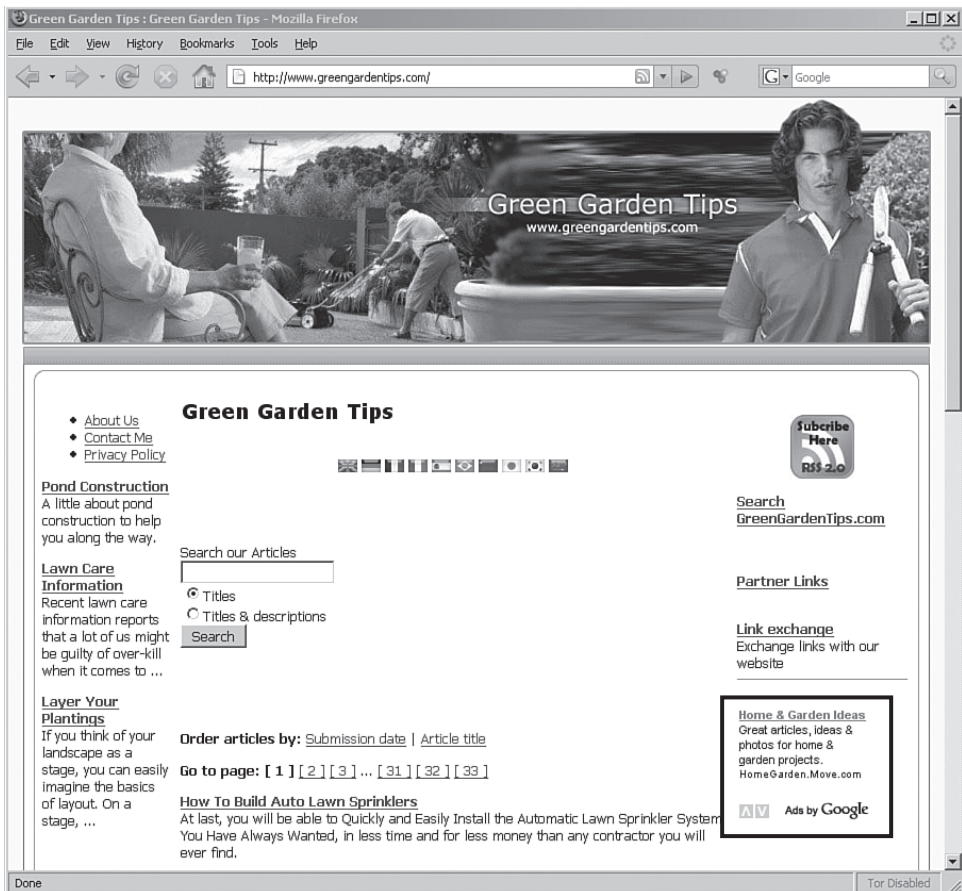 Green Garden Tips : Green Garden Tips - Mozilla Firefox
File Edit View History Bookmarks Tools Help
http://www.greengardentips.com/
G Google
Green Garden Tips
www.greengardentips.com
About Us
Contact Me
Privacy Policy
Pond Construction
A little about pond
construction to help
you along the way.
Lawn Care
Information
Recent lawn care
information reports
that a lot of us might
be guilty of over-kill
when it comes to ...
Layer Your
Plantings
If you think of your
landscape as a
stage, you can easily
imagine the basics
of layout. On a
stage, ...
Green Garden Tips
Search our Articles
Titles
Titles & descriptions
Search
Order articles by: Submission date | Article title
Go to page: [ 1 ] [ 2 ] [ 3 ] ... [ 31 ] [ 32 ] [ 33 ]
How To Build Auto Lawn Sprinklers
At last, you will be able to Quickly and Easily Install the Automatic Lawn Sprinkler System
You Have Always Wanted, in less time and for less money than any contractor you will
ever find.
Subcribe
Here
RSS 2.0
Search
GreenGardenTips.com
Partner Links
Link exchange
Exchange links with our
website
Home & Garden Ideas
Great articles, ideas &
photos for home &
garden projects.
HomeGarden.Move.com
Ads by Google
Done
Tor Disabled